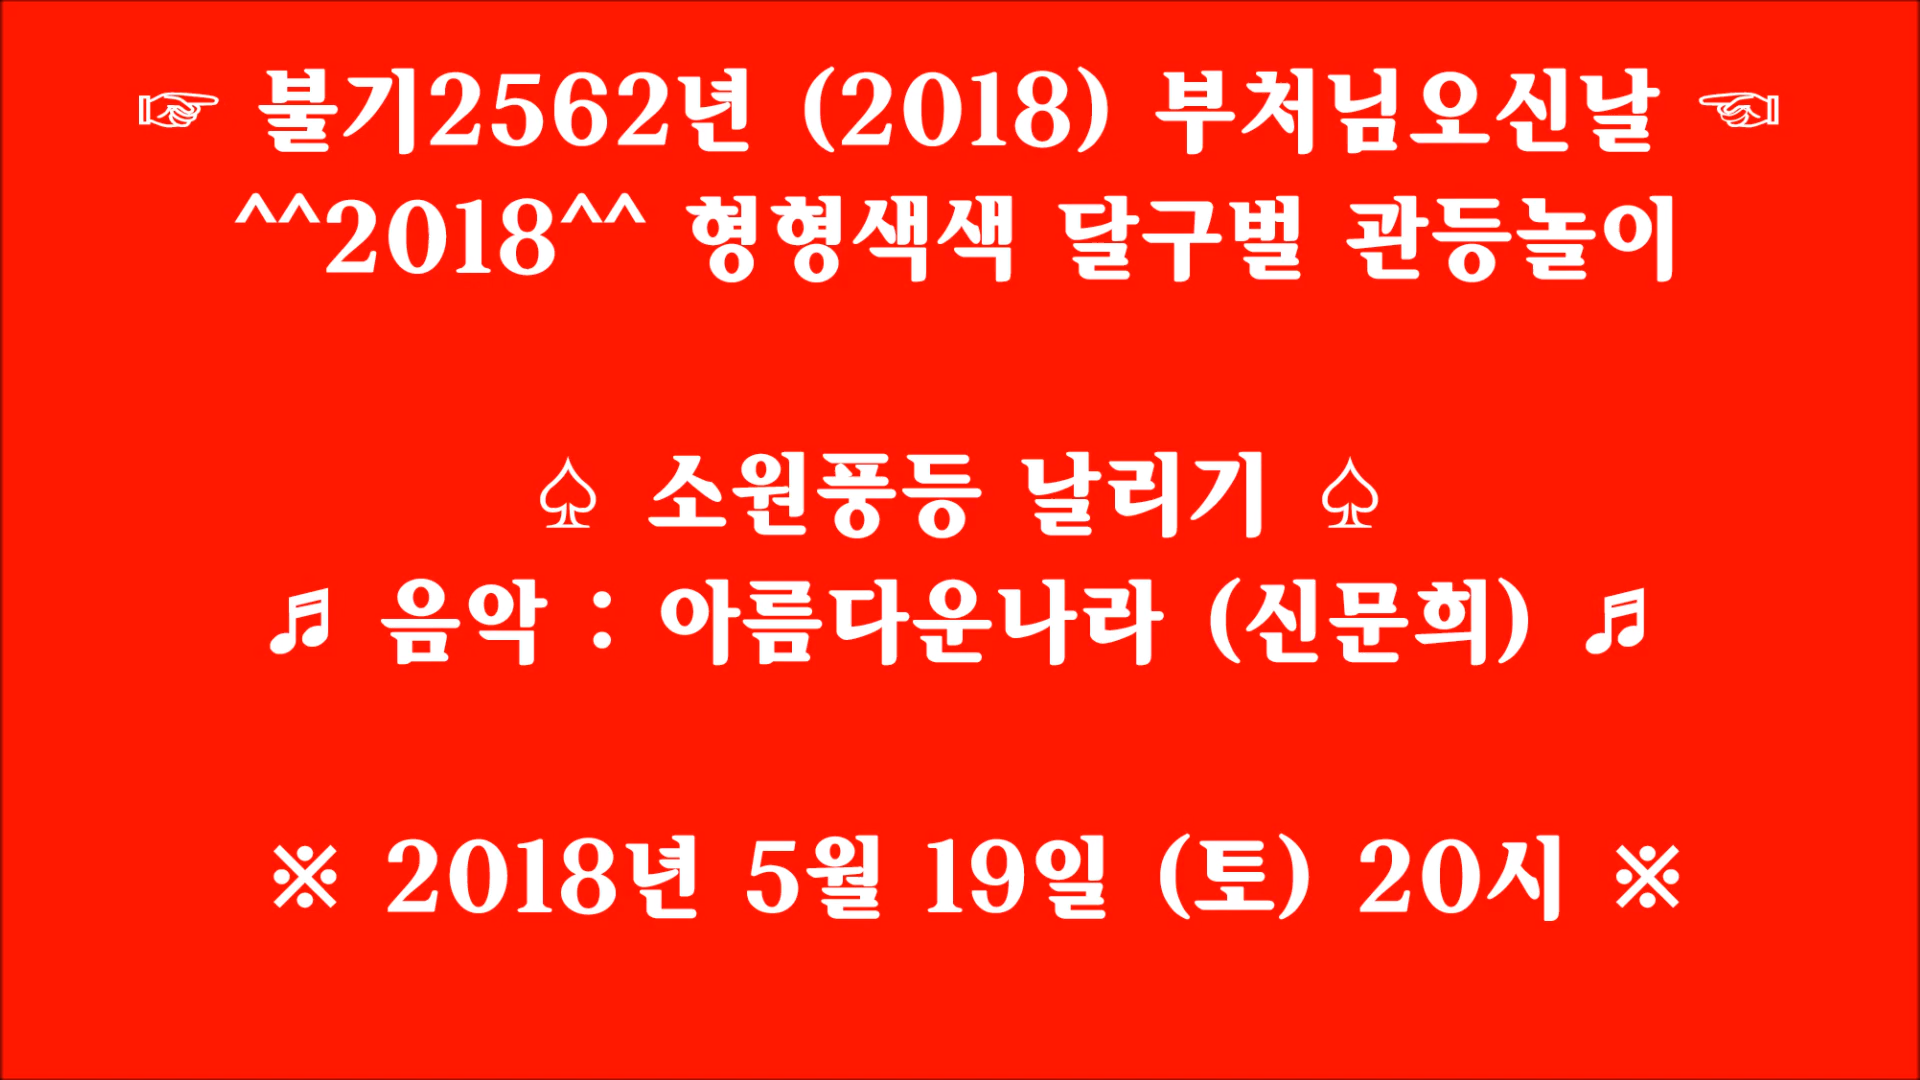 ☞ 불기2562년 (2018) 부처님오신날 ☜
^^2018^^ 형형색색 달구벌 관등놀이
♤ 소원풍등 날리기 ♤
♬ 음악 : 아름다운나라 (신문희) ♬
※ 2018년 5월 19일 (토) 20시 ※